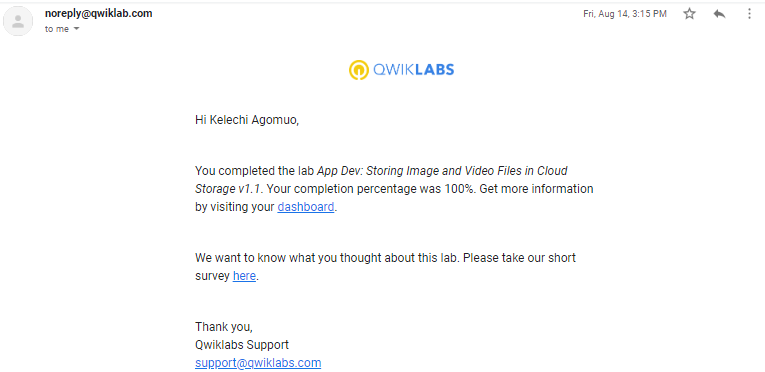 noreply@qwiklab.com
Fri, Aug 14, 3:15 PM
to me
QWIKLABS
Hi Kelechi Agomuo,
You completed the lab App Dev: Storing Image and Video Files in Cloud
Storage v1.1. Your completion percentage was 100%. Get more information
by visiting your dashboard.
We want to know what you thought about this lab. Please take our short
survey here.
Thank you,
Qwiklabs Support
support@qwiklabs.com